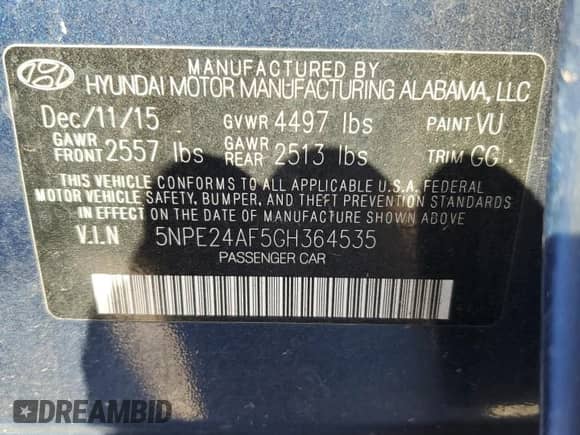 MANUFACTURED BY
HYUNDAI MOTOR MANUFACTURING ALABAMA, LLC
Dec/11/15 GVWR 4497 lbs PAINT VU
GAWR FRONT 2557 lbs GAWR REAR 2513 lbs TRIM GG
THIS VEHICLE CONFORMS TO ALL APPLICABLE U.S.A. FEDERAL
MOTOR VEHICLE SAFETY, BUMPER, AND THEFT PREVENTION STANDARDS
IN EFFECT ON THE DATE OF MANUFACTURE SHOWN ABOVE
V.I.N 5NPE24AF5GH364535
PASSENGER CAR
DREAMBID